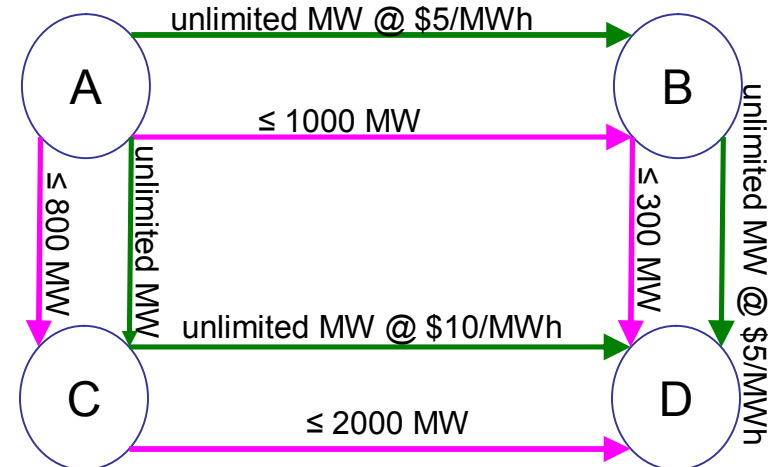 unlimited MW @ $5/MWh
A
B
≤ 1000 MW
≤ 800 MW
unlimited MW
≤ 300 MW
unlimited MW @ $5/MWh
unlimited MW @ $10/MWh
C
D
≤ 2000 MW